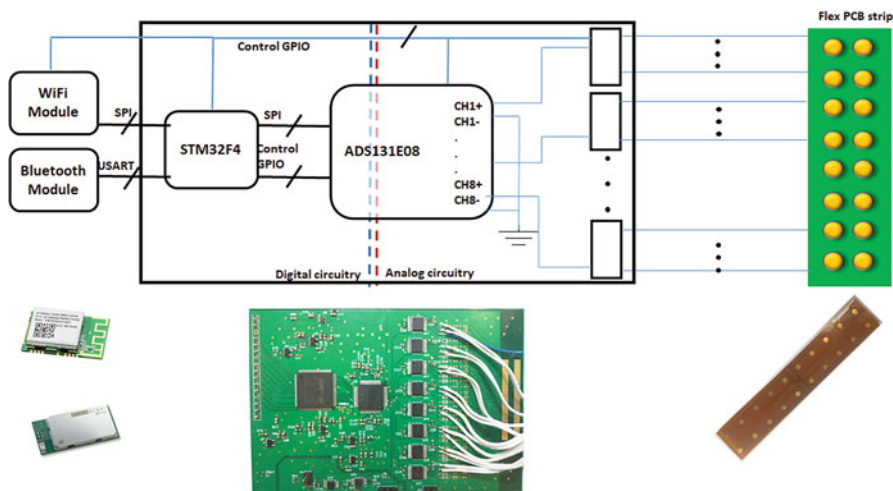 Flex PCB strip
Control GPIO
WiFi
Module
SPI
STM32F4
SPI
Control
GPIO
ADS131E08
CH1+
CH1-
.
.
.
CH8+
CH8-
USART
Bluetooth
Module
Digital circuitry
Analog circuitry